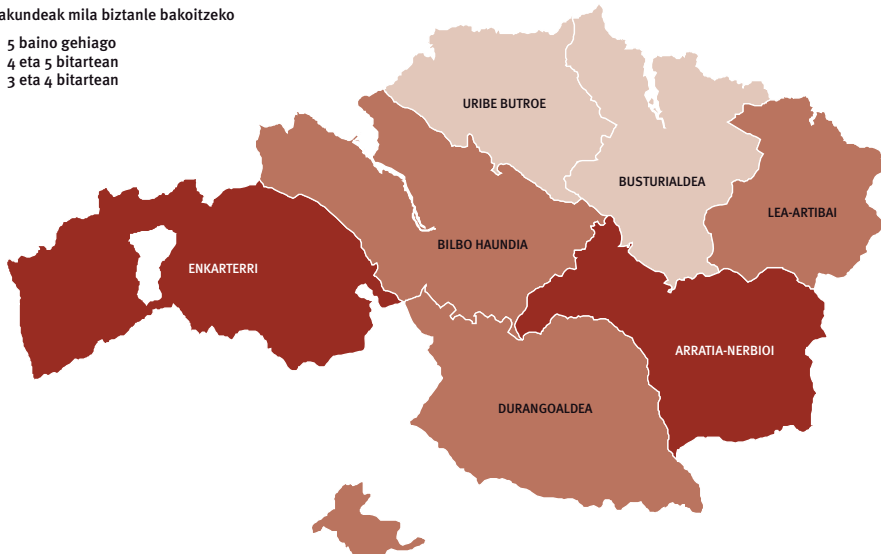 mila biztanle bakoitzeko
5 baino gehiago
4 eta 5 bitartean
3 eta 4 bitartean
URIBE BUTROE
BUSTURIALDEA
LEA-ARTIBAI
BILBO HAUNDIA
ENKARTERRI
ARRATIA-NERBIOI
DURANGOALDEA